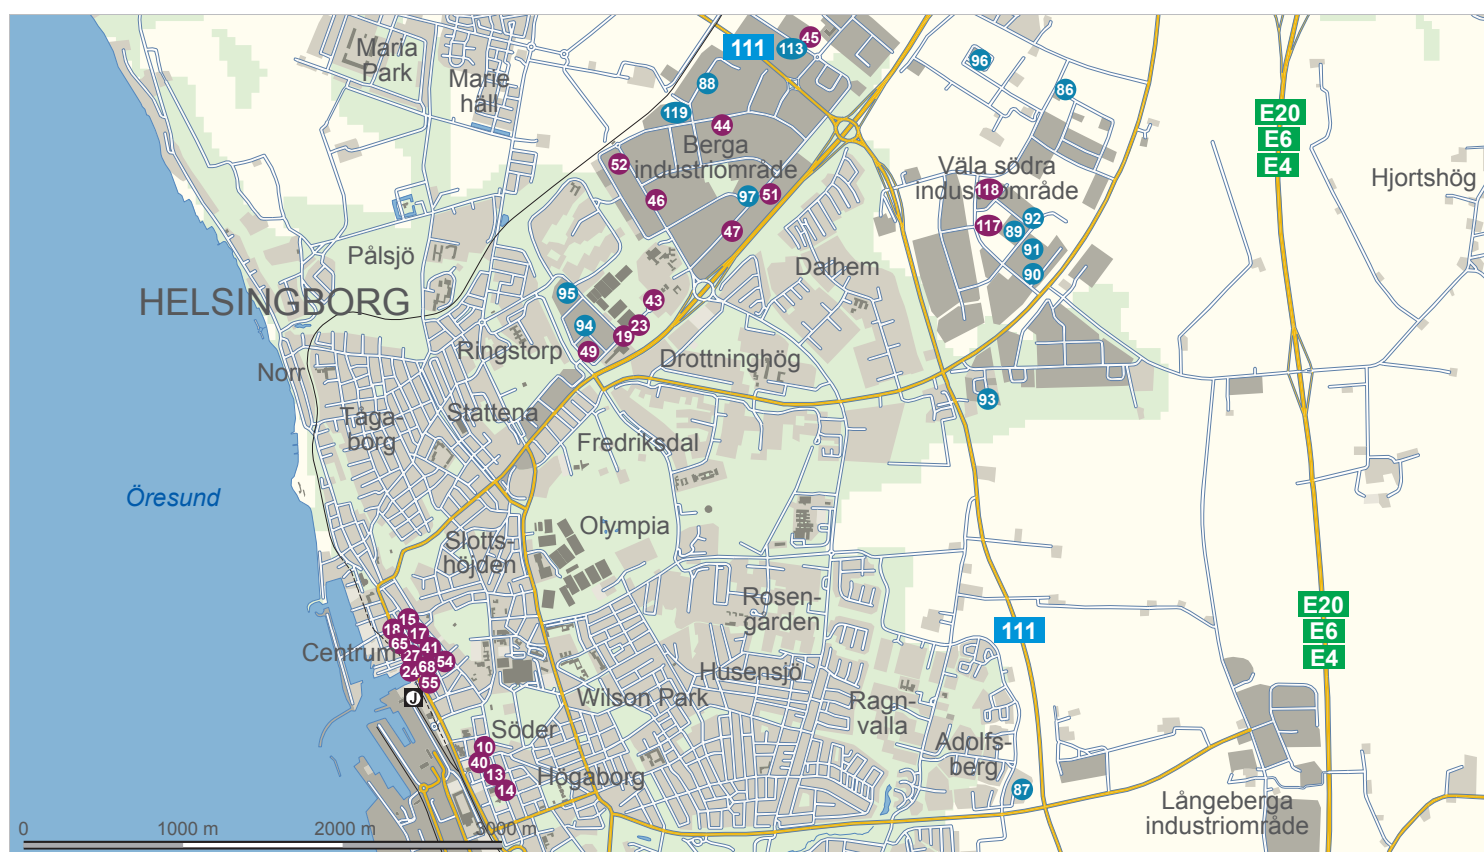 Maria
Park
Marie
häll
111
113
45
96
88
86
119
44
E20
E6
E4
Berga
industriområde
52
Väla södra
industriområde
118
Hjortshög
46
97
51
117
92
89
47
91
90
Pålsjö
Dalhem
HELSINGBORG
95
43
94
23
19
49
Ringstorp
Drottninghög
Norr
93
Tåga-
borg
Stattena
Fredriksdal
Öresund
Olympia
Slotts-
höjden
Rosen-
gården
E20
E6
E4
111
15
18
17
65
41
Centrum
27
54
68
24
55
J
Husensjö
Wilson Park
Ragn-
valla
Söder
10
40
13
14
Högaborg
Adolfs-
berg
87
Långeberga
industriområde
0
1000 m
2000 m
3000 m